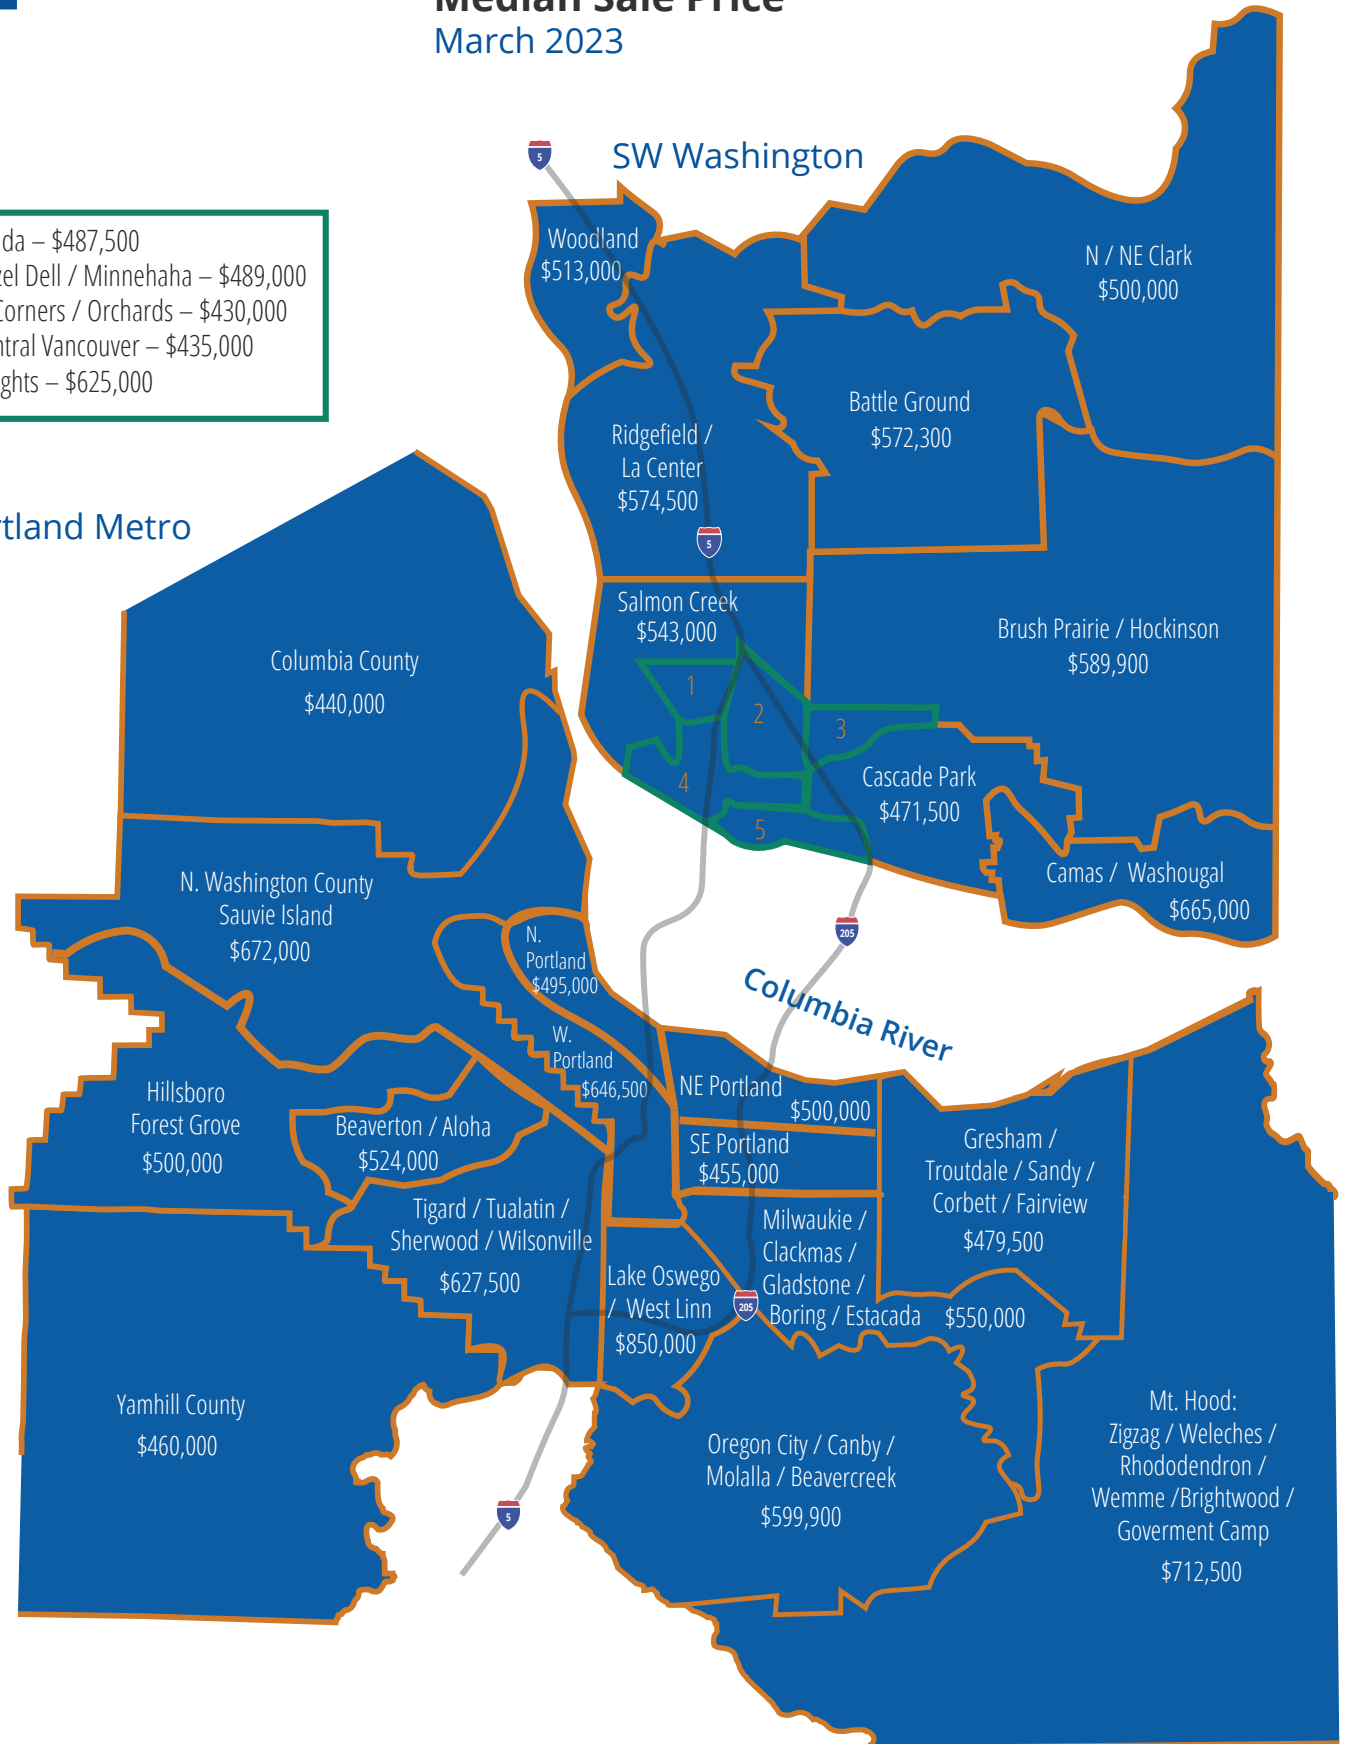 Median Sale Price
March 2023
SW Washington
da – $487,500
zel Dell / Minnehaha – $489,000
Corners / Orchards – $430,000
ntral Vancouver – $435,000
ghts – $625,000
rtland Metro
5
Woodland
$513,000
N / NE Clark
$500,000
Battle Ground
$572,300
Ridgefield /
La Center
$574,500
5
Salmon Creek
$543,000
Brush Prairie / Hockinson
$589,900
1
2
3
4
5
Cascade Park
$471,500
Camas / Washougal
$665,000
205
Columbia River
Columbia County
$440,000
N. Washington County
Sauvie Island
$672,000
N.
Portland
$495,000
W.
Portland
$646,500
NE Portland
$500,000
SE Portland
$455,000
Hillsboro
Forest Grove
$500,000
Beaverton / Aloha
$524,000
Tigard / Tualatin /
Sherwood / Wilsonville
$627,500
Gresham /
Troutdale / Sandy /
Corbett / Fairview
$479,500
Milwaukie /
Clackmas /
Gladstone /
Boring / Estacada $550,000
Lake Oswego
/ West Linn
$850,000
205
Yamhill County
$460,000
5
Oregon City / Canby /
Molalla / Beavercreek
$599,900
Mt. Hood:
Zigzag / Weleches /
Rhododendron /
Wemme /Brightwood /
Goverment Camp
$712,500